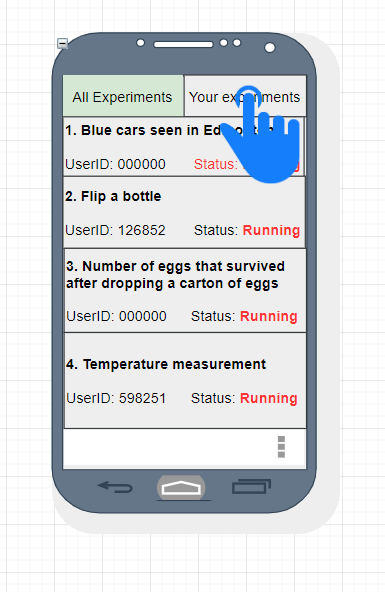 All Experiments
Your experiments
1. Blue cars seen in Edmonton
UserID: 000000
Status:
2. Flip a bottle
UserID: 126852
Status: Running
3. Number of eggs that survived
after dropping a carton of eggs
UserID: 000000
Status: Running
4. Temperature measurement
UserID: 598251
Status: Running